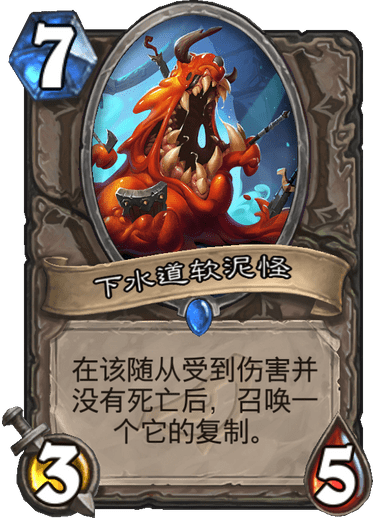 7
下水道软泥怪
在该随从受到伤害并
没有死亡后，召唤一
个它的复制。
3
5